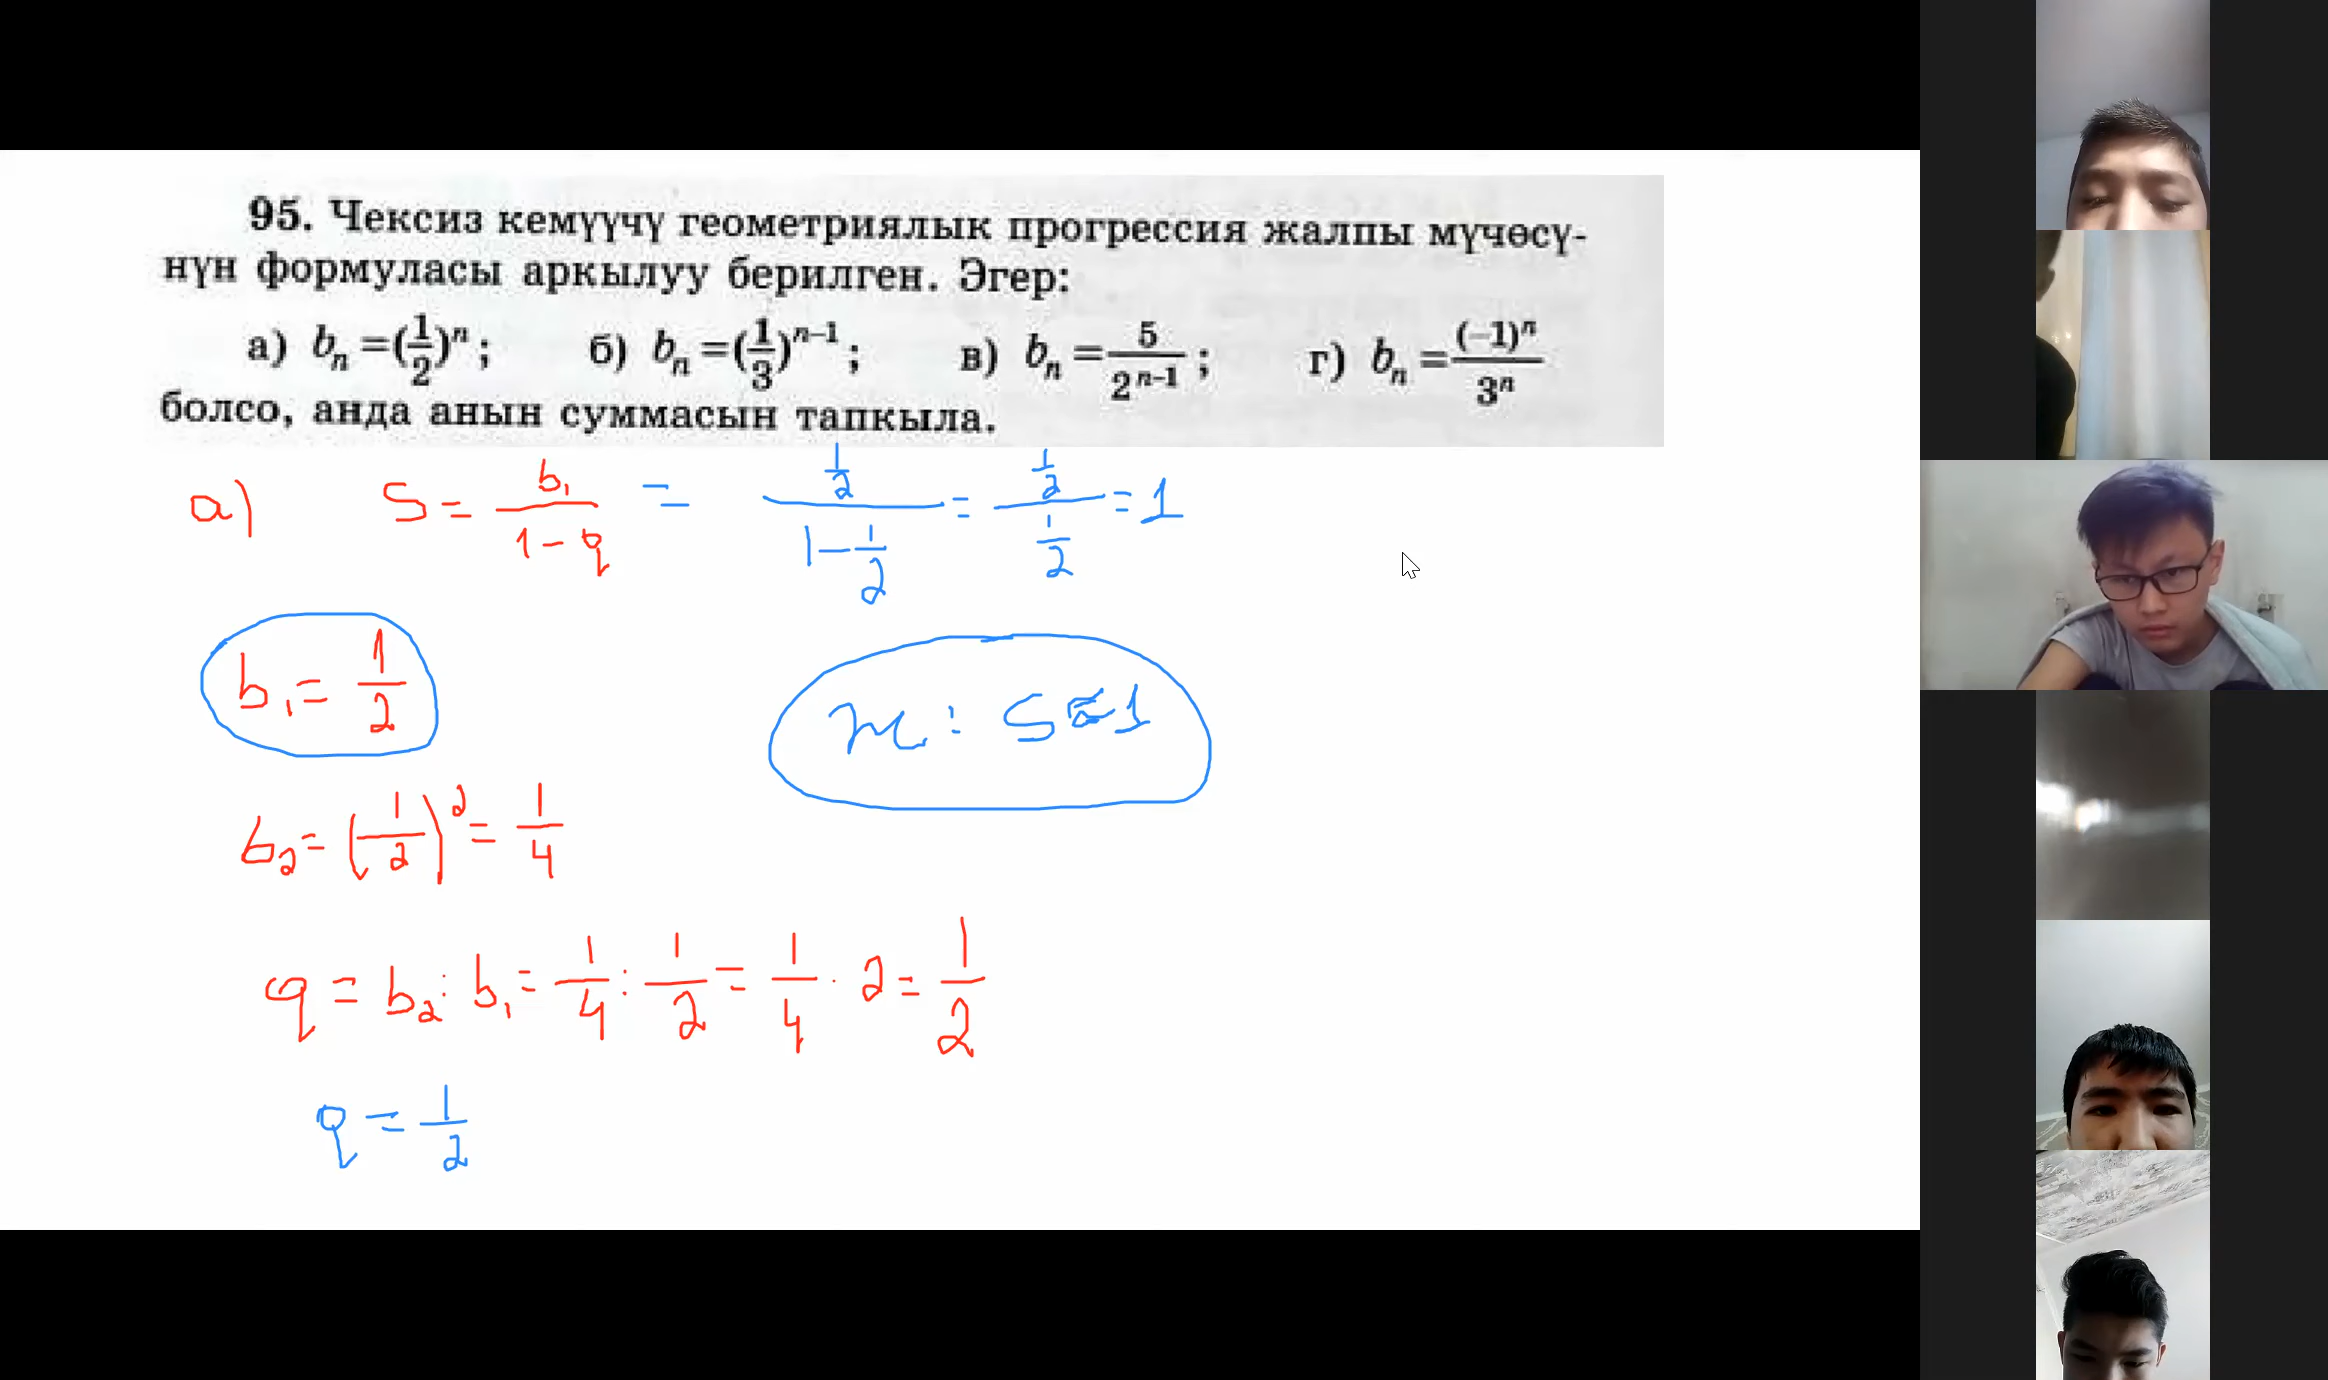 95. Чексиз кемүүчү геометриялык прогрессия жалпы мүчөсү-
нүн формуласы аркылуу берилген. Эгер:
а) bₙ=(1/2)ⁿ; б) bₙ=(1/3)ⁿ⁻¹; в) bₙ=5/2ⁿ⁻¹; г) bₙ=(–1)ⁿ/3ⁿ
болсо, анда анын суммасын тапкыла.
а) S = b₁/(1-q) = (1/2)/(1-1/2) = (1/2)/(1/2) = 1
b₁ = 1/2
Ж: S=1
b₂ = (1/2)² = 1/4
q = b₂ : b₁ = 1/4 : 1/2 = 1/4 · 2 = 1/2
q = 1/2